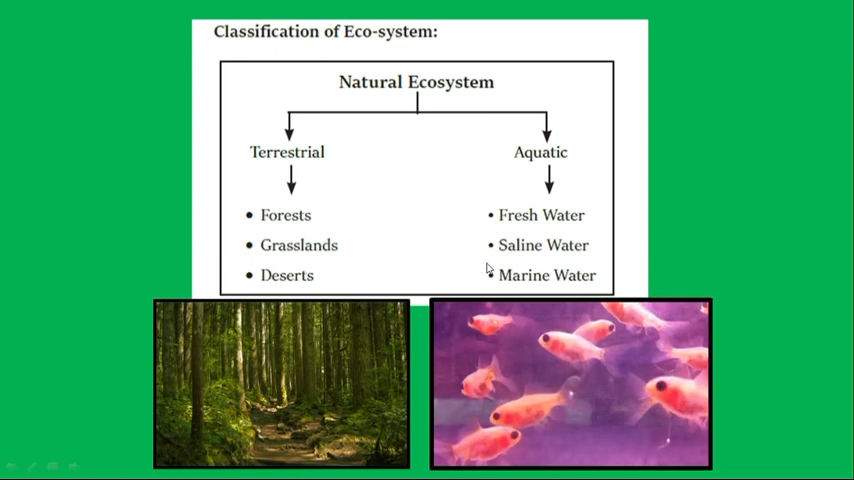 Classification of Eco-system:
Natural Ecosystem
Terrestrial
Aquatic
• Forests
• Grasslands
• Deserts
• Fresh Water
• Saline Water
• Marine Water